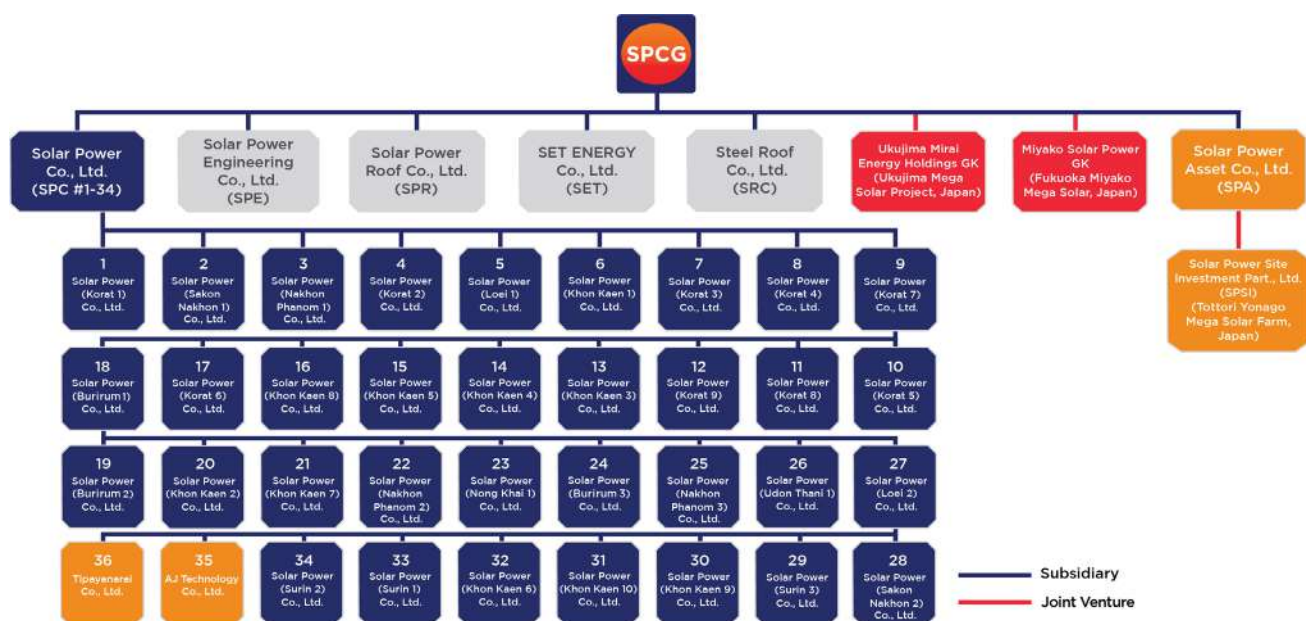 SPCG
Solar Power
Co., Ltd.
(SPC #1-34)
Solar Power
Engineering
Co., Ltd.
(SPE)
Solar Power
Roof Co., Ltd.
(SPR)
SET ENERGY
Co., Ltd.
(SET)
Steel Roof
Co., Ltd.
(SRC)
Ukujima Mirai
Energy Holdings GK
(Ukujima Mega
Solar Project, Japan)
Miyako Solar Power
GK
(Fukuoka Miyako
Mega Solar, Japan)
Solar Power
Asset Co., Ltd.
(SPA)
Solar Power Site
Investment Part., Ltd.
(SPSI)
(Tottori Yonago
Mega Solar Farm,
Japan)
1
Solar Power
(Korat 1)
Co., Ltd.
2
Solar Power
(Sakon
Nakhon 1)
Co., Ltd.
3
Solar Power
(Nakhon
Phanom 1)
Co., Ltd.
4
Solar Power
(Korat 2)
Co., Ltd.
5
Solar Power
(Loei 1)
Co., Ltd.
6
Solar Power
(Khon Kaen 1)
Co., Ltd.
7
Solar Power
(Korat 3)
Co., Ltd.
8
Solar Power
(Korat 4)
Co., Ltd.
9
Solar Power
(Korat 7)
Co., Ltd.
18
Solar Power
(Burirum 1)
Co., Ltd.
17
Solar Power
(Korat 6)
Co., Ltd.
16
Solar Power
(Khon Kaen 8)
Co., Ltd.
15
Solar Power
(Khon Kaen 5)
Co., Ltd.
14
Solar Power
(Khon Kaen 4)
Co., Ltd.
13
Solar Power
(Khon Kaen 3)
Co., Ltd.
12
Solar Power
(Korat 9)
Co., Ltd.
11
Solar Power
(Korat 8)
Co., Ltd.
10
Solar Power
(Korat 5)
Co., Ltd.
19
Solar Power
(Burirum 2)
Co., Ltd.
20
Solar Power
(Khon Kaen 2)
Co., Ltd.
21
Solar Power
(Khon Kaen 7)
Co., Ltd.
22
Solar Power
(Nakhon
Phanom 2)
Co., Ltd.
23
Solar Power
(Nong Khai 1)
Co., Ltd.
24
Solar Power
(Burirum 3)
Co., Ltd.
25
Solar Power
(Nakhon
Phanom 3)
Co., Ltd.
26
Solar Power
(Udon Thani 1)
Co., Ltd.
27
Solar Power
(Loei 2)
Co., Ltd.
36
Tipayanarai
Co., Ltd.
35
AJ Technology
Co., Ltd.
34
Solar Power
(Surin 2)
Co., Ltd.
33
Solar Power
(Surin 1)
Co., Ltd.
32
Solar Power
(Khon Kaen 6)
Co., Ltd.
31
Solar Power
(Khon Kaen 10)
Co., Ltd.
30
Solar Power
(Khon Kaen 9)
Co., Ltd.
29
Solar Power
(Surin 3)
Co., Ltd.
28
Solar Power
(Sakon
Nakhon 2)
Co., Ltd.
Subsidiary
Joint Venture